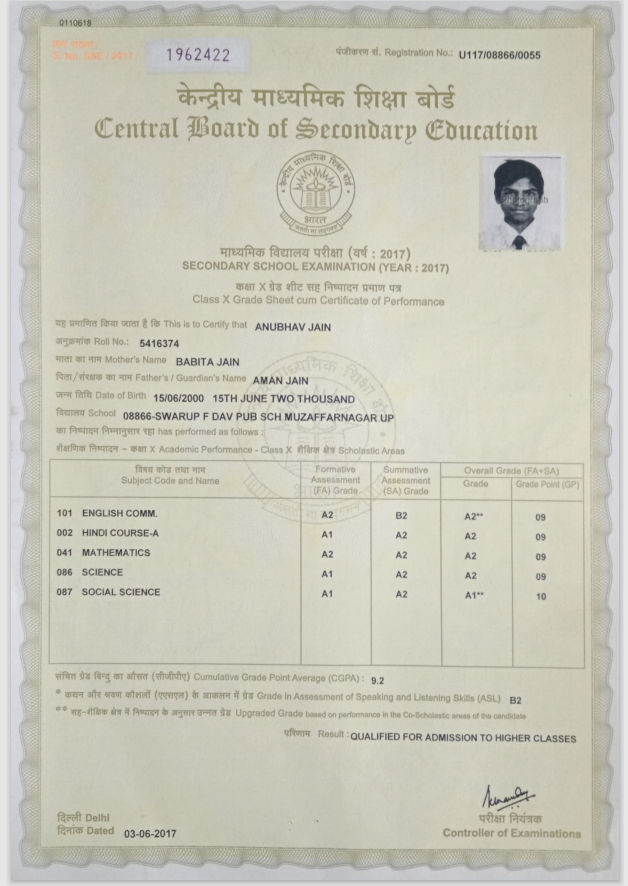 0110618
क्रम संख्या /
S. No. SSE / 2017 /
1962422
पंजीकरण सं. Registration No.: U117/08866/0055
केन्द्रीय माध्यमिक शिक्षा बोर्ड
Central Board of Secondary Education
केन्द्रीय माध्यमिक शिक्षा बोर्ड
भारत
असतो मा सद्गमय
माध्यमिक विद्यालय परीक्षा (वर्ष : 2017)
SECONDARY SCHOOL EXAMINATION (YEAR : 2017)
कक्षा X ग्रेड शीट सह निष्पादन प्रमाण पत्र
Class X Grade Sheet cum Certificate of Performance
यह प्रमाणित किया जाता है कि This is to Certify that ANUBHAV JAIN
अनुक्रमांक Roll No.: 5416374
माता का नाम Mother's Name BABITA JAIN
पिता/संरक्षक का नाम Father's / Guardian's Name AMAN JAIN
जन्म तिथि Date of Birth 15/06/2000 15TH JUNE TWO THOUSAND
विद्यालय School 08866-SWARUP F DAV PUB SCH MUZAFFARNAGAR UP
का निष्पादन निम्नानुसार रहा has performed as follows :
शैक्षणिक निष्पादन – कक्षा X Academic Performance - Class X शैक्षिक क्षेत्र Scholastic Areas
विषय कोड तथा नाम
Subject Code and Name
Formative Assessment (FA) Grade
Summative Assessment (SA) Grade
Overall Grade (FA+SA)
Grade
Grade Point (GP)
101 ENGLISH COMM. A2 B2 A2** 09
002 HINDI COURSE-A A1 A2 A2 09
041 MATHEMATICS A2 A2 A2 09
086 SCIENCE A1 A2 A2 09
087 SOCIAL SCIENCE A1 A2 A1** 10
संचित ग्रेड बिन्दु का औसत (सीजीपीए) Cumulative Grade Point Average (CGPA) : 9.2
* कथन और श्रवण कौशलों (एएसएल) के आकलन में ग्रेड Grade in Assessment of Speaking and Listening Skills (ASL) B2
** सह-शैक्षिक क्षेत्र में निष्पादन के अनुसार उन्नत ग्रेड Upgraded Grade based on performance in the Co-Scholastic areas of the candidate
परिणाम Result : QUALIFIED FOR ADMISSION TO HIGHER CLASSES
दिल्ली Delhi
दिनांक Dated 03-06-2017
परीक्षा नियंत्रक
Controller of Examinations